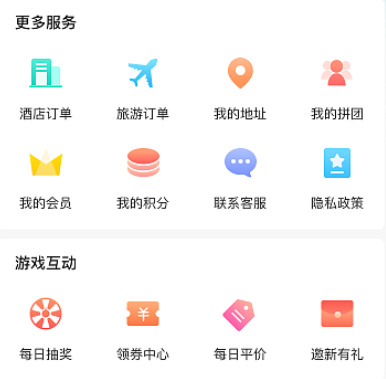 更多服务
酒店订单 旅游订单 我的地址 我的拼团
我的会员 我的积分 联系客服 隐私政策
游戏互动
¥
每日抽奖 领券中心 每日平价 邀新有礼